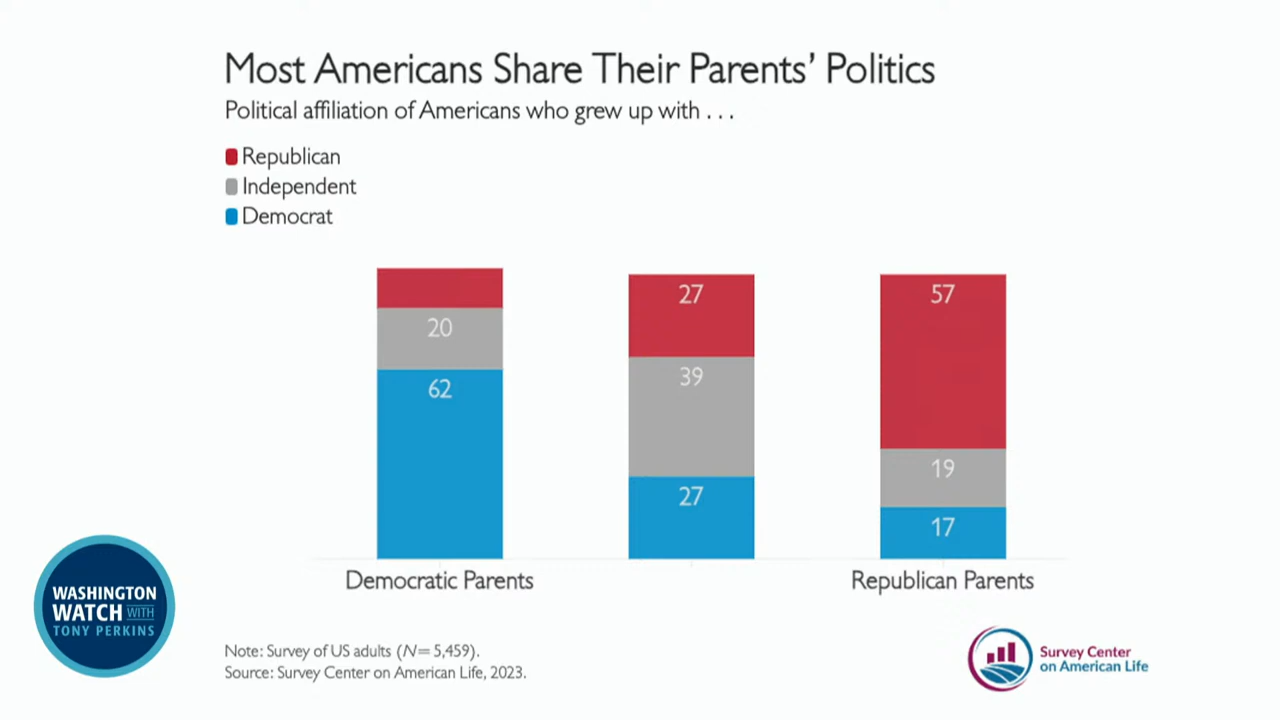 Most Americans Share Their Parents’ Politics
Political affiliation of Americans who grew up with . . .
Republican
Independent
Democrat
27
57
20
39
62
19
27
17
Democratic Parents
Republican Parents
WASHINGTON
WATCH WITH
TONY PERKINS
Note: Survey of US adults (N= 5,459).
Source: Survey Center on American Life, 2023.
Survey Center
on American Life